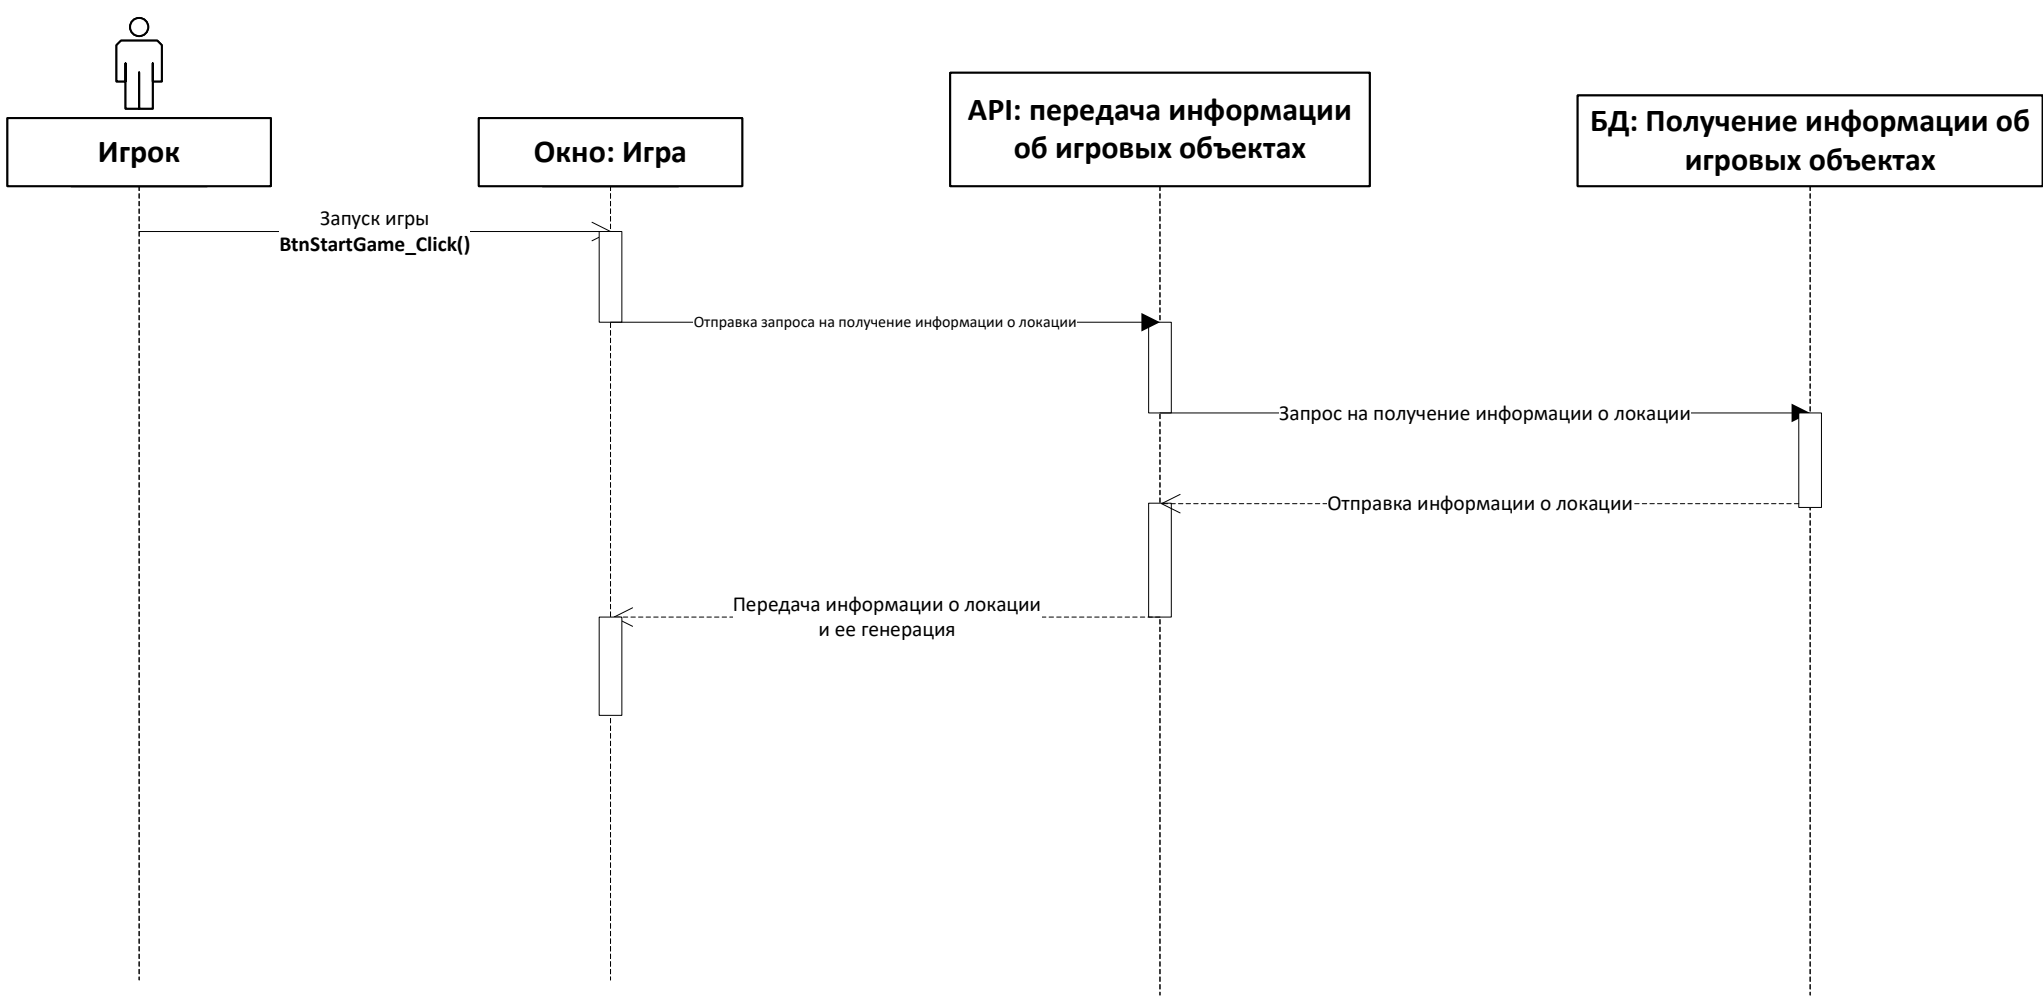 Игрок
Окно: Игра
API: передача информации
об игровых объектах
БД: Получение информации об
игровых объектах
Запуск игры
BtnStartGame_Click()
Отправка запроса на получение информации о локации
Запрос на получение информации о локации
Отправка информации о локации
Передача информации о локации
и ее генерация